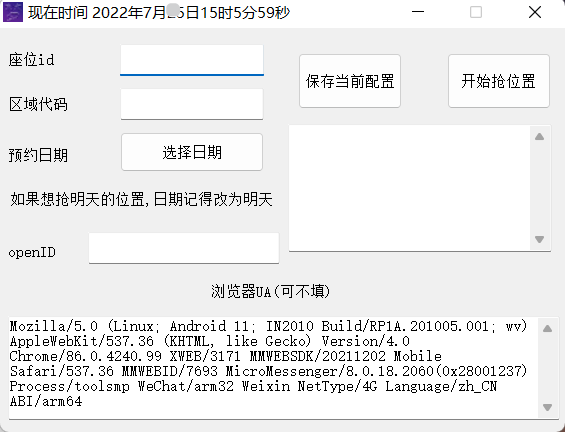 现在时间 2022年7月25日15时5分59秒
座位id
保存当前配置
开始抢位置
区域代码
预约日期
选择日期
如果想抢明天的位置,日期记得改为明天
openID
浏览器UA(可不填)
Mozilla/5.0 (Linux; Android 11; IN2010 Build/RP1A.201005.001; wv)
AppleWebKit/537.36 (KHTML, like Gecko) Version/4.0
Chrome/86.0.4240.99 XWEB/3171 MMWEBSDK/20211202 Mobile
Safari/537.36 MMWEBID/7693 MicroMessenger/8.0.18.2060(0x28001237)
Process/toolsmp WeChat/arm32 Weixin NetType/4G Language/zh_CN
ABI/arm64